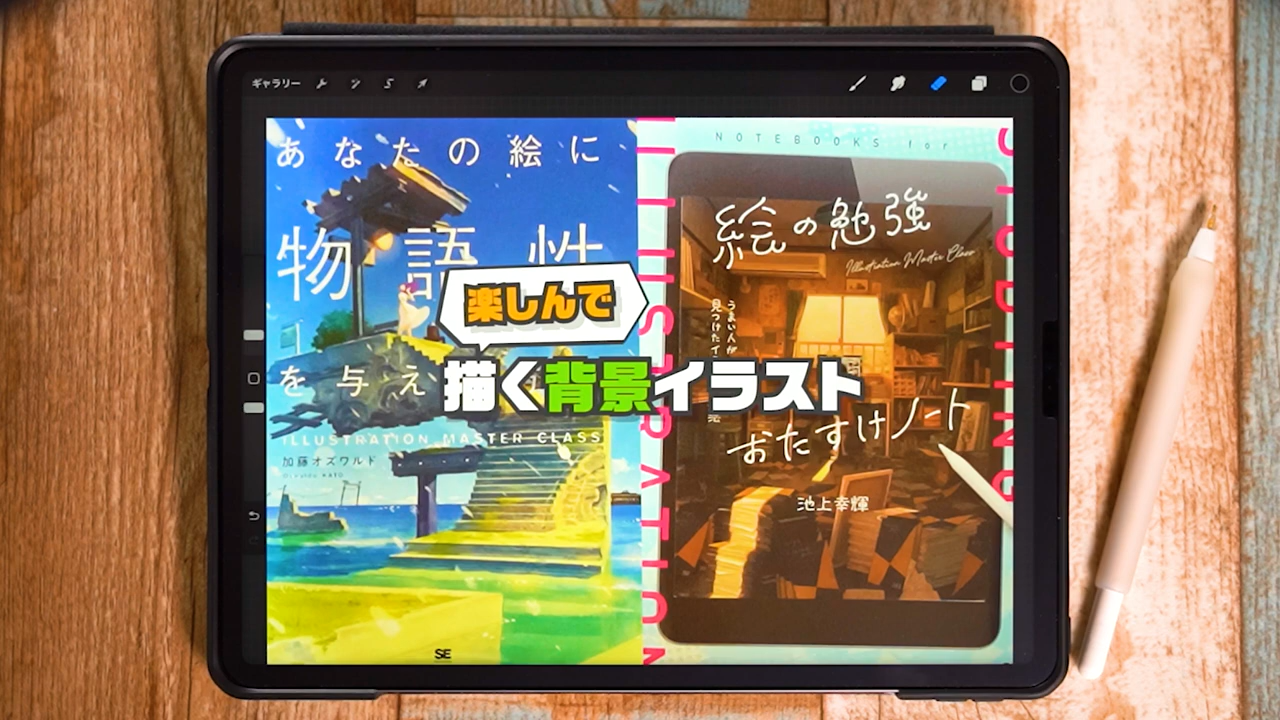 ギャラリー
あなたの絵に
物語性
を与え
ILLUSTRATION MASTER CLASS
加藤オズワルド
SE
楽しんで
描く背景イラスト
NOTEBOOKS for
STUDYING
ILLUSTRATION
絵の勉強
Illustration Master Class
うまい人が
見つけた
おたすけノート
池上幸輝